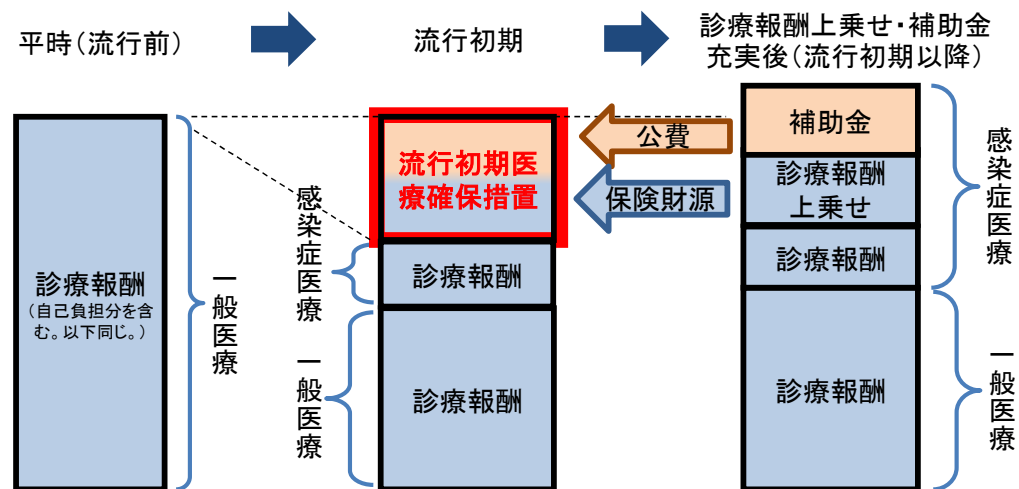 平時（流行前）
流行初期
診療報酬上乗せ・補助金
充実後（流行初期以降）
診療報酬
（自己負担分を含
む。以下同じ。）
一般医療
流行初期医
療確保措置
診療報酬
診療報酬
感染症医療
一般医療
公費
保険財源
補助金
診療報酬
上乗せ
診療報酬
診療報酬
感染症医療
一般医療